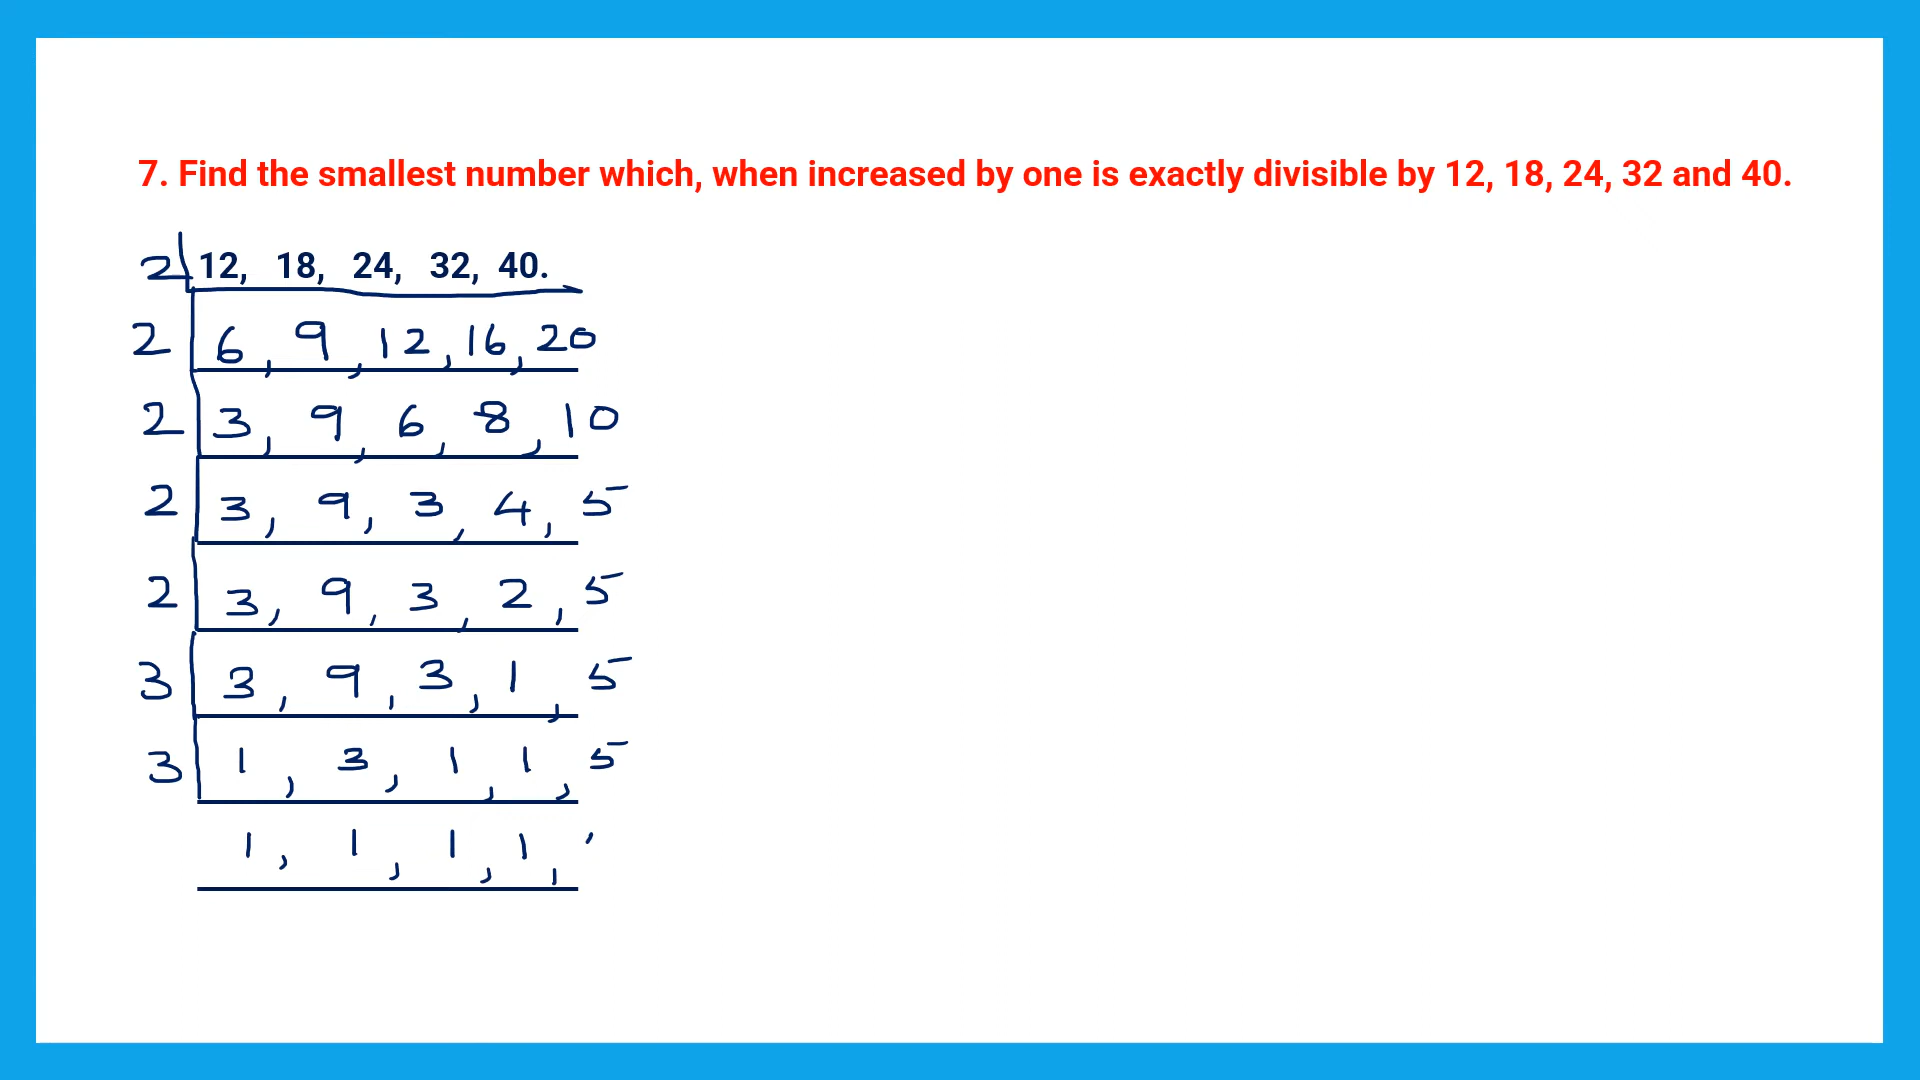 7. Find the smallest number which, when increased by one is exactly divisible by 12, 18, 24, 32 and 40.
2 12, 18, 24, 32, 40.
2 6, 9, 12, 16, 20
2 3, 9, 6, 8, 10
2 3, 9, 3, 4, 5
2 3, 9, 3, 2, 5
3 3, 9, 3, 1, 5
3 1, 3, 1, 1, 5
1, 1, 1, 1,